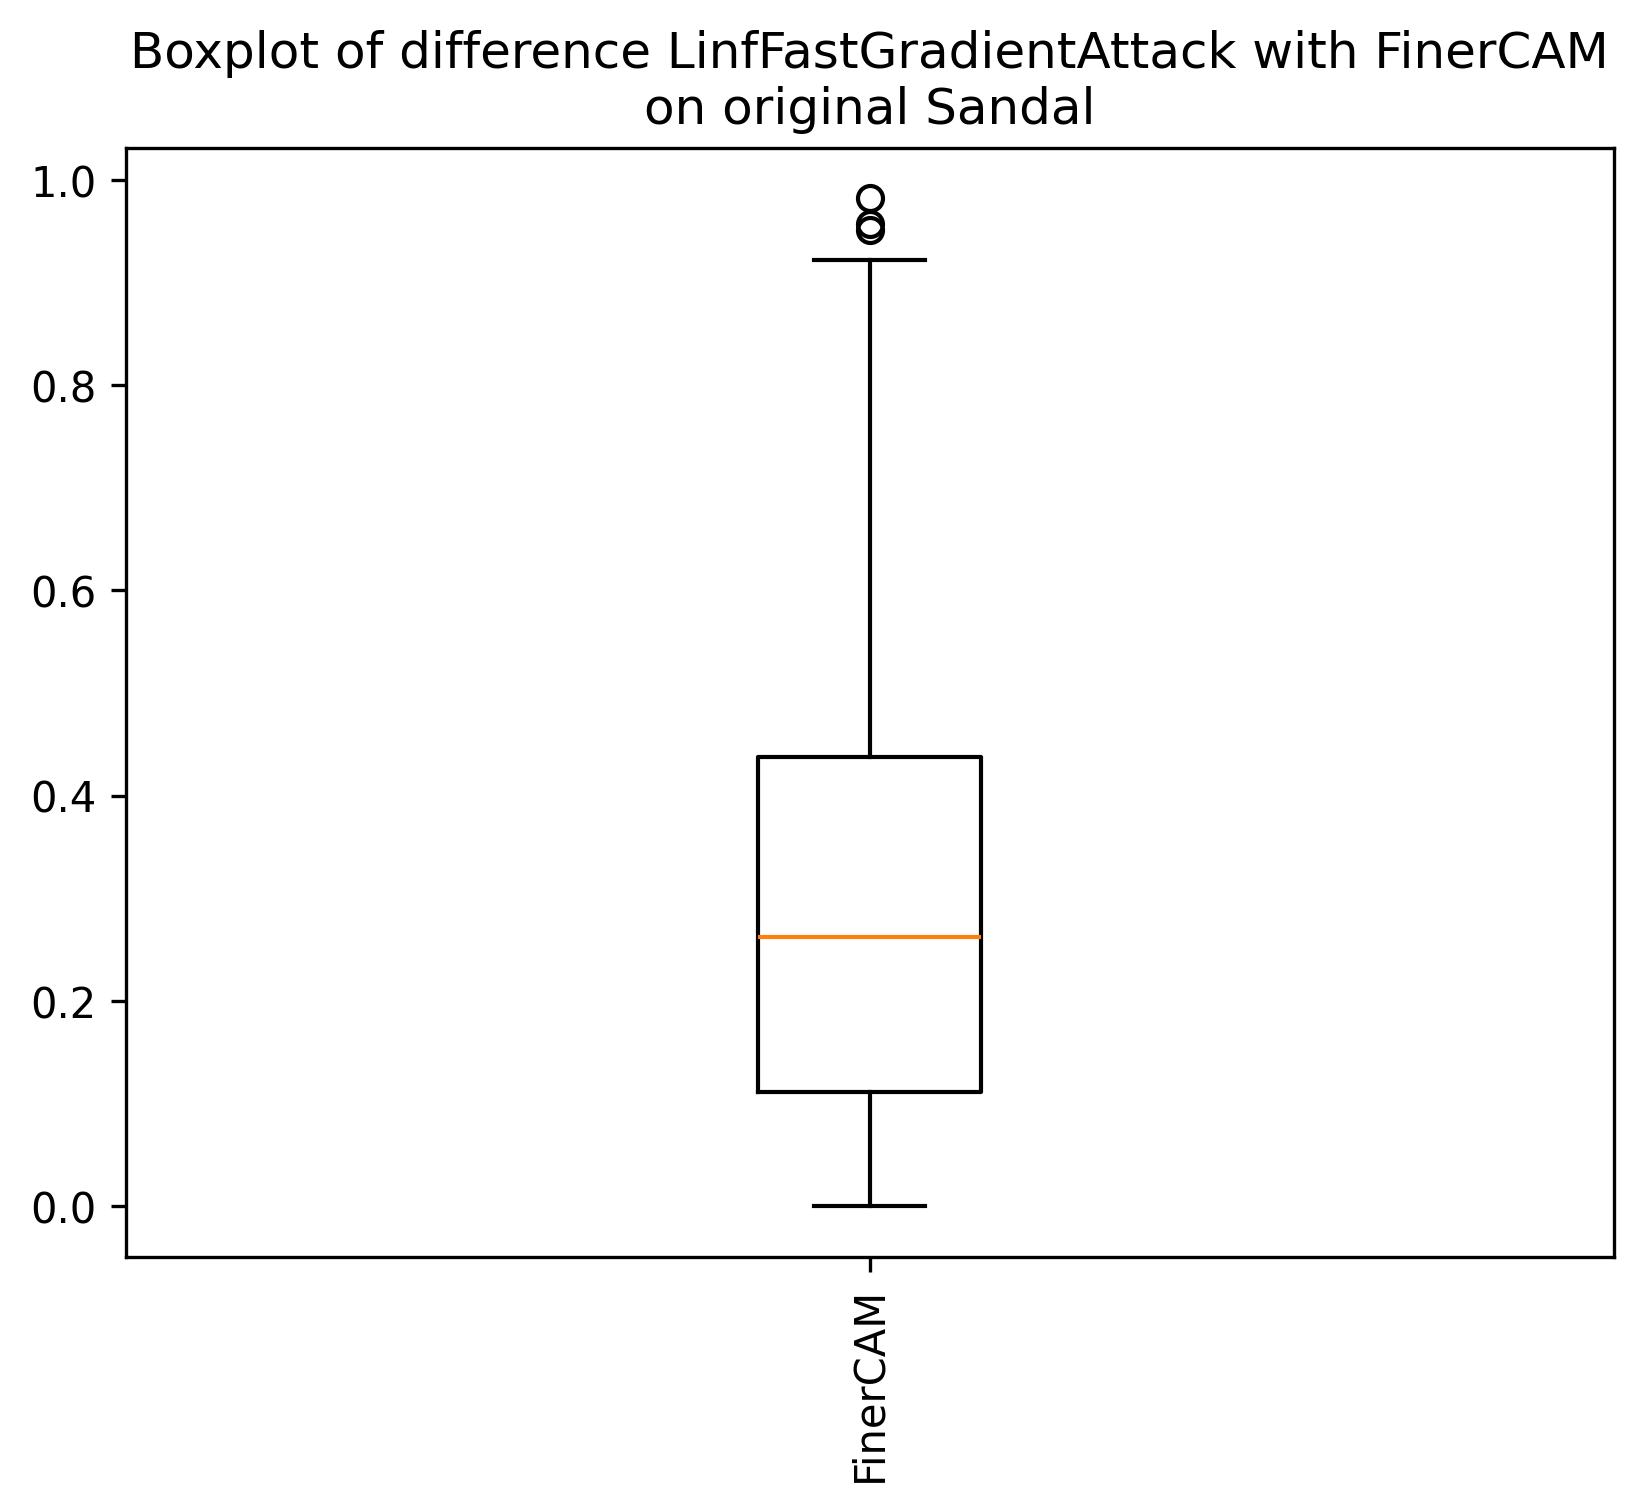 Boxplot of difference LinfFastGradientAttack with FinerCAM
on original Sandal
1.0
0.8
0.6
0.4
0.2
0.0
FinerCAM